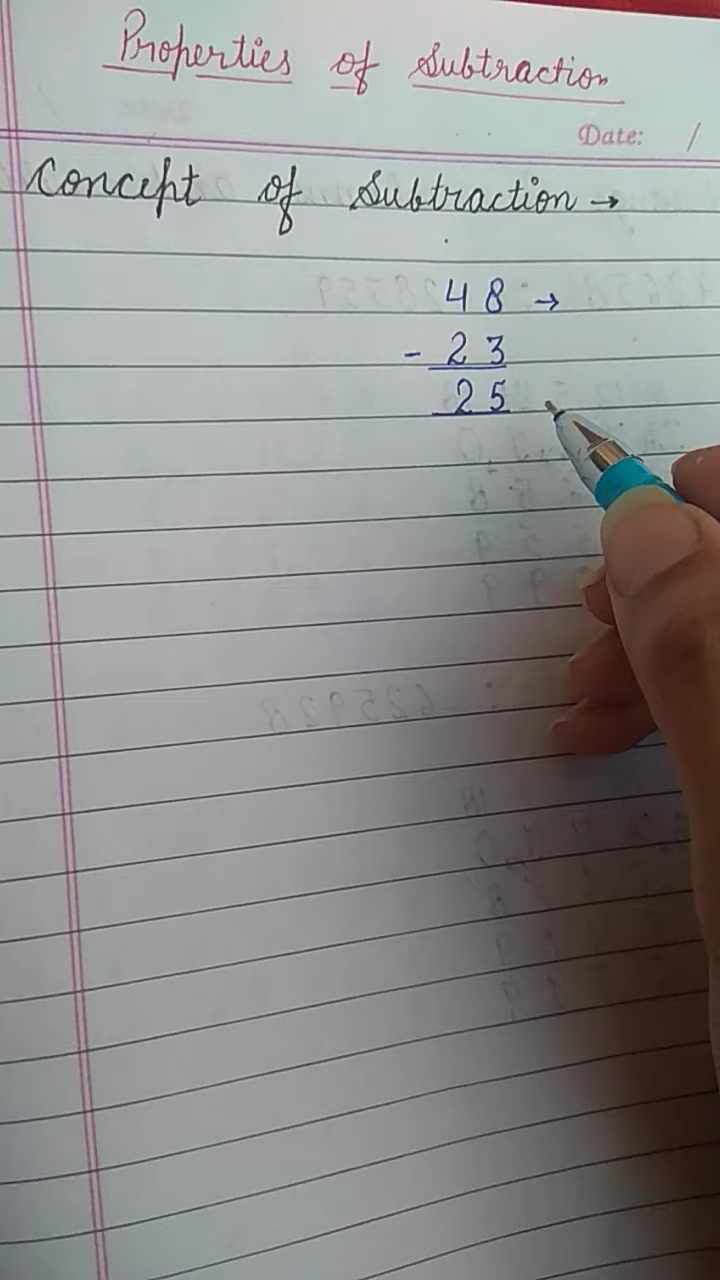 Properties of Subtraction
Date: /
Concept of Subtraction →
48 →
- 23
25